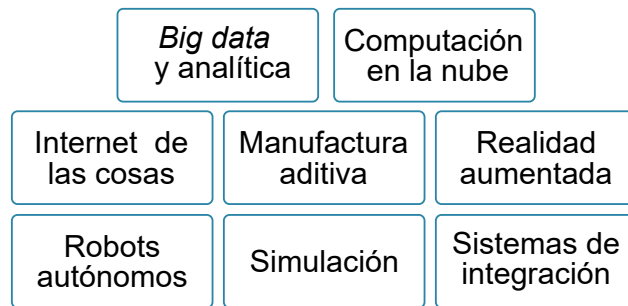 Big data
y analítica
Computación
en la nube
Internet de
las cosas
Manufactura
aditiva
Realidad
aumentada
Robots
autónomos
Simulación
Sistemas de
integración